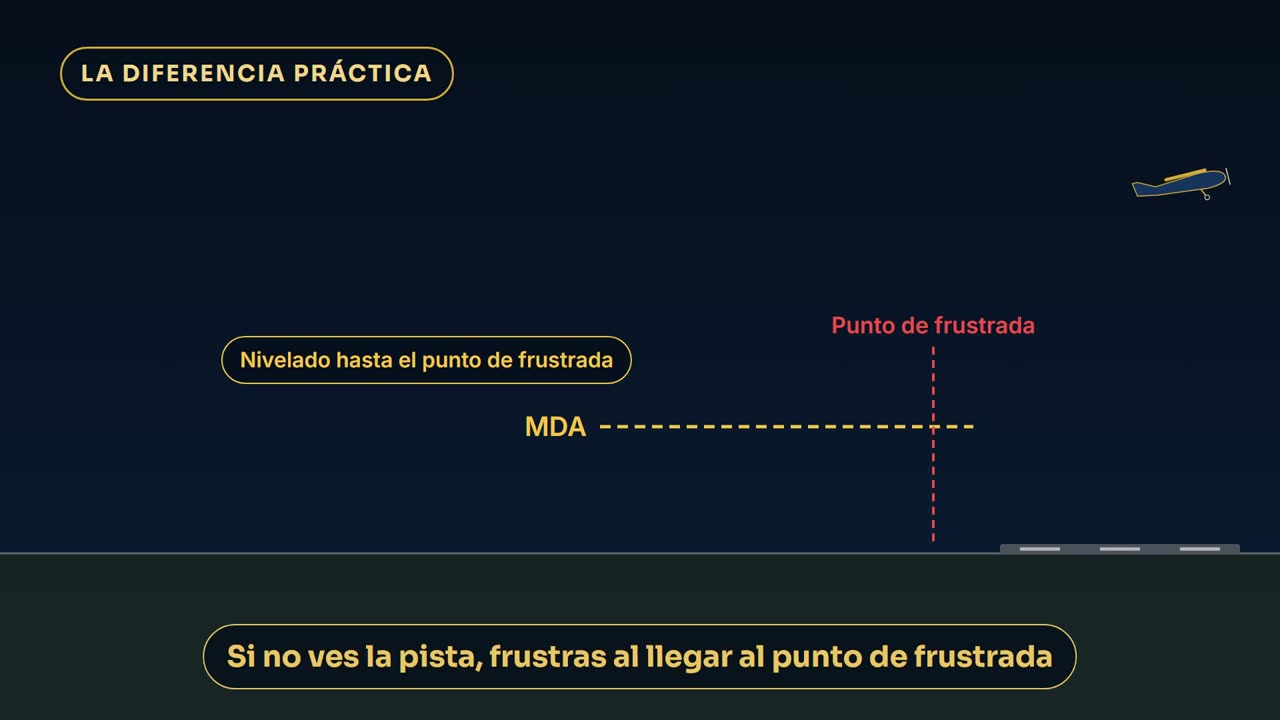 LA DIFERENCIA PRÁCTICA
Punto de frustrada
Nivelado hasta el punto de frustrada
MDA
Si no ves la pista, frustras al llegar al punto de frustrada